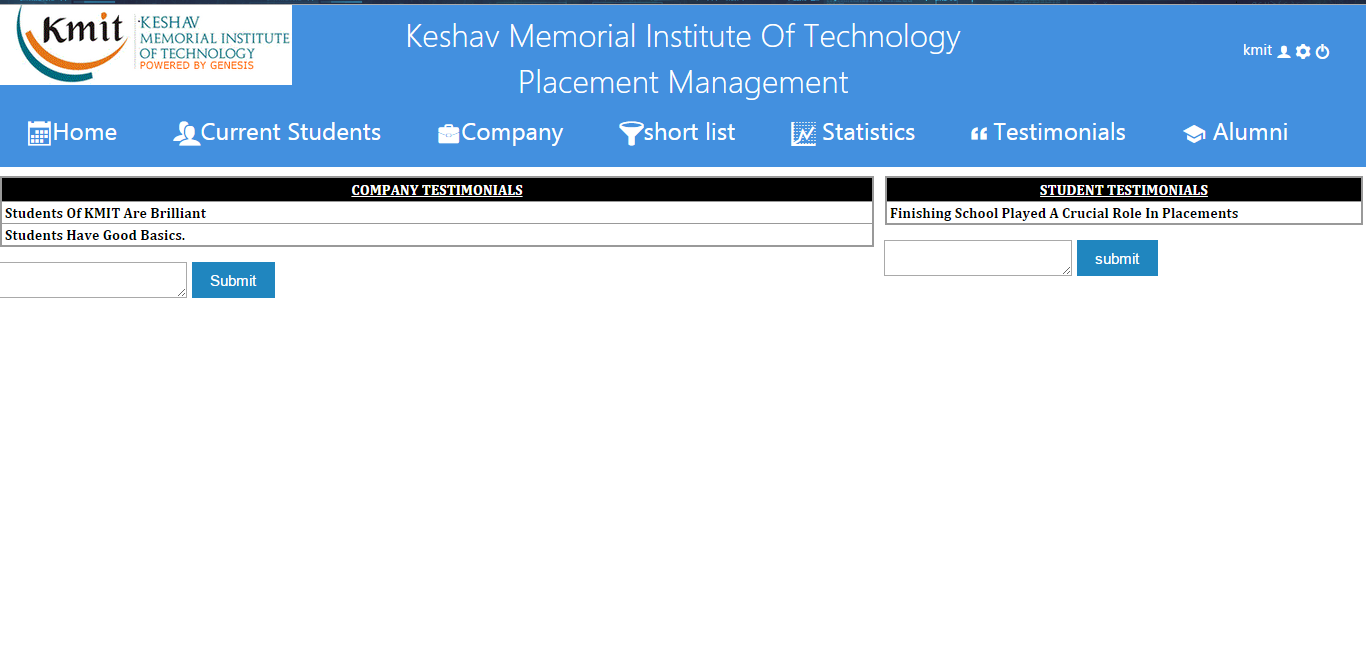 Kmit
KESHAV
MEMORIAL INSTITUTE
OF TECHNOLOGY
POWERED BY GENESIS
Keshav Memorial Institute Of Technology
Placement Management
kmit
Home Current Students Company short list Statistics Testimonials Alumni
COMPANY TESTIMONIALS
Students Of KMIT Are Brilliant
Students Have Good Basics.
Submit
STUDENT TESTIMONIALS
Finishing School Played A Crucial Role In Placements
submit